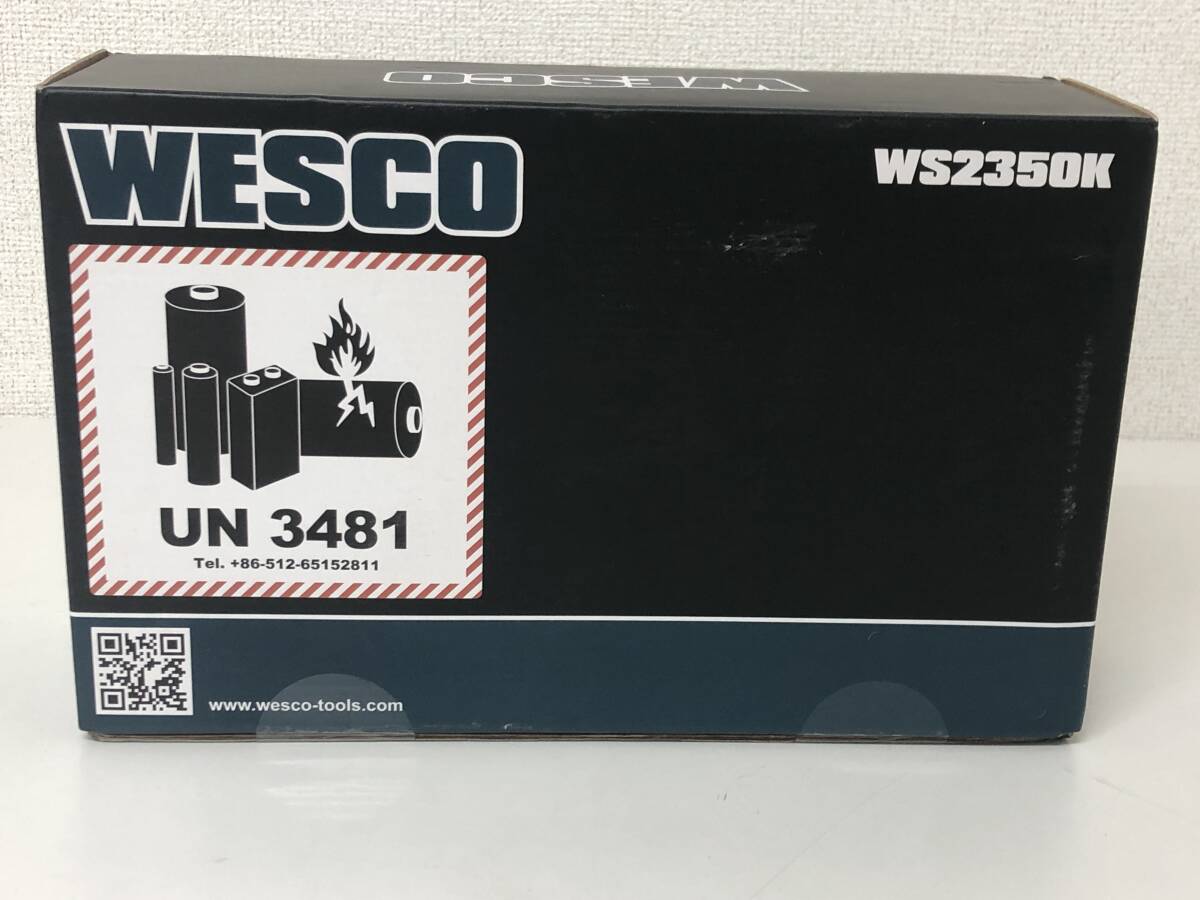 WESCO
WESCO
WS2350K
UN 3481
Tel. +86-512-65152811
www.wesco-tools.com